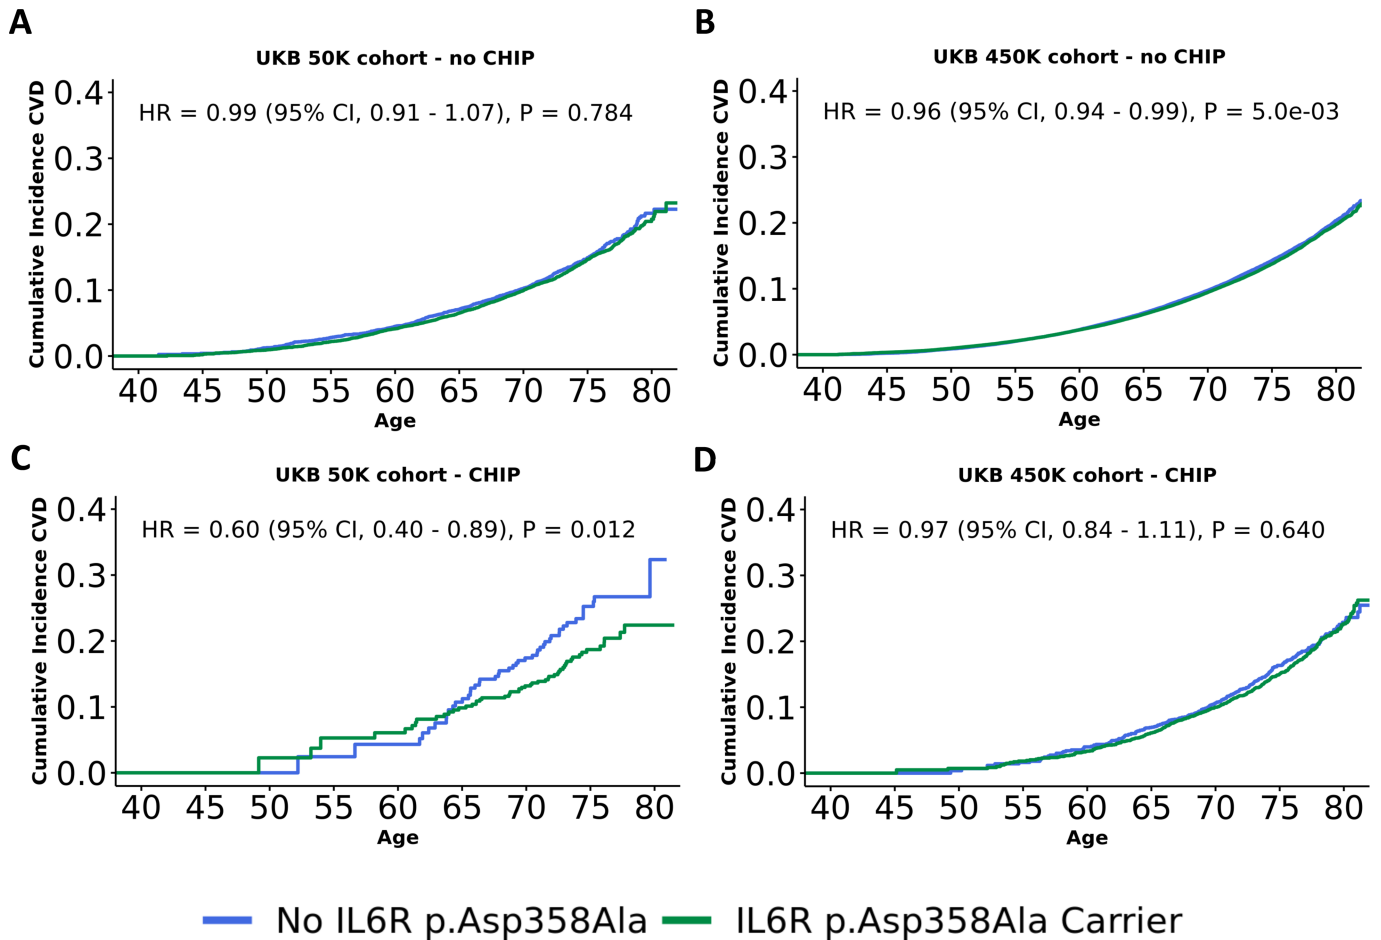 A
UKB 50K cohort - no CHIP
HR = 0.99 (95% CI, 0.91 - 1.07), P = 0.784
Cumulative Incidence CVD
0.4
0.3
0.2
0.1
0.0
40 45 50 55 60 65 70 75 80
Age
B
UKB 450K cohort - no CHIP
HR = 0.96 (95% CI, 0.94 - 0.99), P = 5.0e-03
Cumulative Incidence CVD
0.4
0.3
0.2
0.1
0.0
40 45 50 55 60 65 70 75 80
Age
C
UKB 50K cohort - CHIP
HR = 0.60 (95% CI, 0.40 - 0.89), P = 0.012
Cumulative Incidence CVD
0.4
0.3
0.2
0.1
0.0
40 45 50 55 60 65 70 75 80
Age
D
UKB 450K cohort - CHIP
HR = 0.97 (95% CI, 0.84 - 1.11), P = 0.640
Cumulative Incidence CVD
0.4
0.3
0.2
0.1
0.0
40 45 50 55 60 65 70 75 80
Age
No IL6R p.Asp358Ala IL6R p.Asp358Ala Carrier